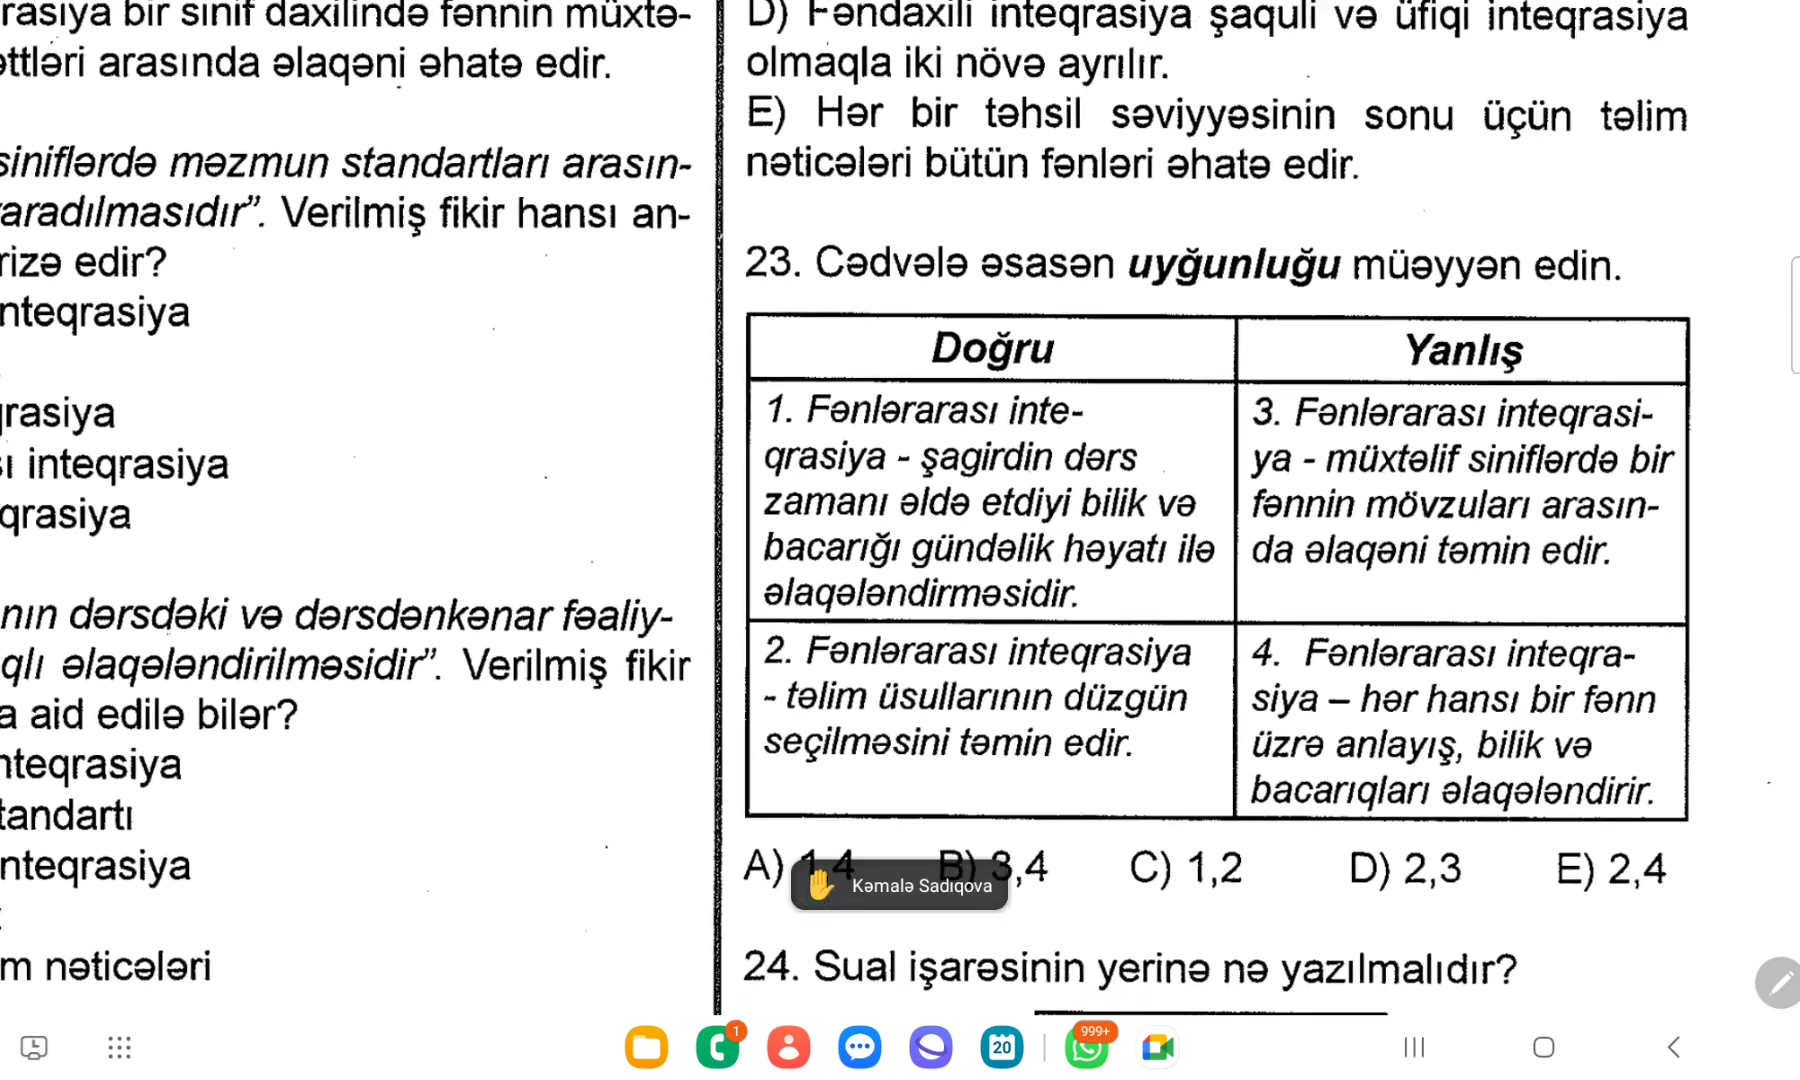 rasiya bir sinif daxilində fənnin müxtə-
əttləri arasında əlaqəni əhatə edir.
siniflərdə məzmun standartları arasın-
aradılmasıdır”. Verilmiş fikir hansı an-
rizə edir?
nteqrasiya
qrasiya
sı inteqrasiya
qrasiya
nın dərsdəki və dərsdənkənar fəaliy-
qlı əlaqələndirilməsidir”. Verilmiş fikir
a aid edilə bilər?
nteqrasiya
tandartı
nteqrasiya
m nəticələri
D) Fəndaxili inteqrasiya şaquli və üfiqi inteqrasiya
olmaqla iki növə ayrılır.
E) Hər bir təhsil səviyyəsinin sonu üçün təlim
nəticələri bütün fənləri əhatə edir.
23. Cədvələ əsasən uyğunluğu müəyyən edin.
Doğru
Yanlış
1. Fənlərarası inte-
qrasiya - şagirdin dərs
zamanı əldə etdiyi bilik və
bacarığı gündəlik həyatı ilə
əlaqələndirməsidir.
3. Fənlərarası inteqrasi-
ya - müxtəlif siniflərdə bir
fənnin mövzuları arasın-
da əlaqəni təmin edir.
2. Fənlərarası inteqrasiya
- təlim üsullarının düzgün
seçilməsini təmin edir.
4. Fənlərarası inteqra-
siya – hər hansı bir fənn
üzrə anlayış, bilik və
bacarıqları əlaqələndirir.
A) 1,4 B) 3,4 C) 1,2 D) 2,3 E) 2,4
Kəmalə Sadıqova
24. Sual işarəsinin yerinə nə yazılmalıdır?
1
20
999+